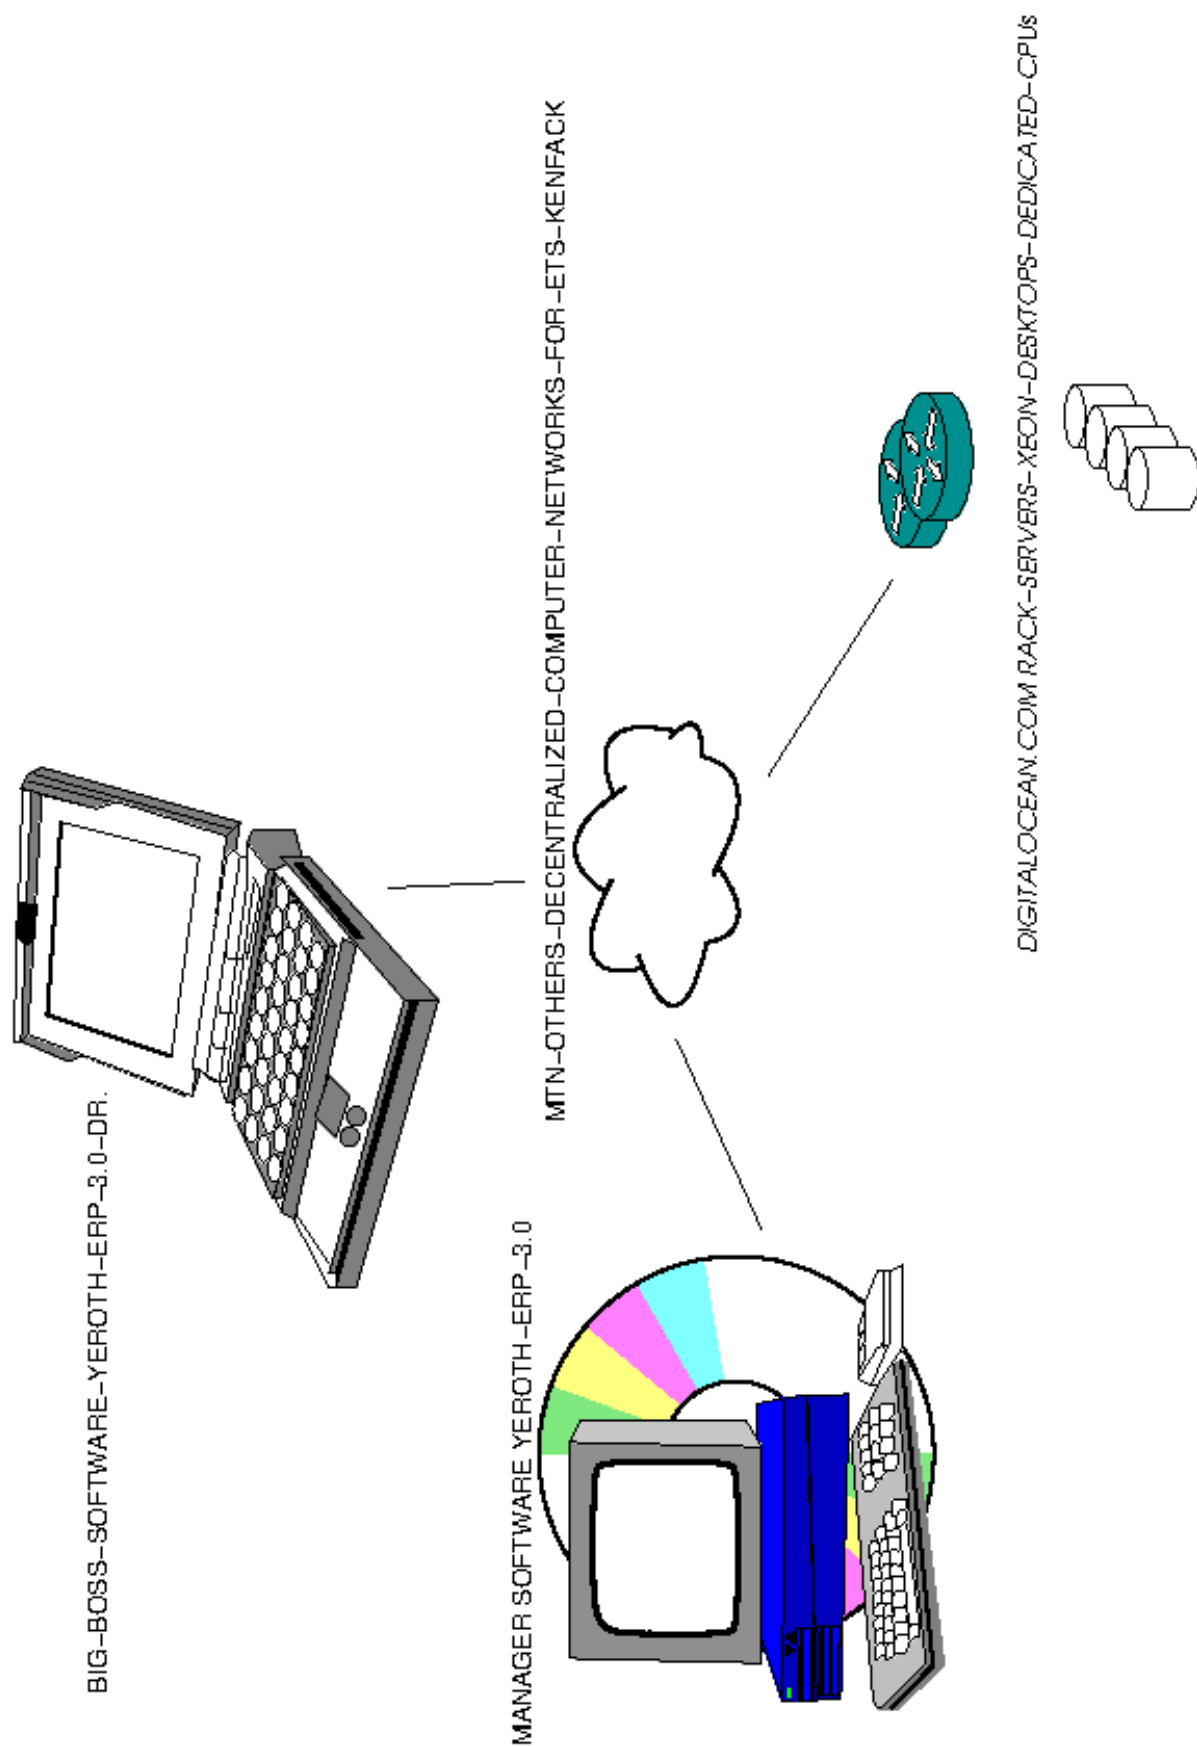 BIG-BOSS-SOFTWARE-YEROTH-ERP-3.0-DR.
MTN-OTHERS-DECENTRALIZED-COMPUTER-NETWORKS-FOR-ETS-KENFACK
MANAGER SOFTWARE YEROTH-ERP-3.0
DIGITALOCEAN.COM RACK-SERVERS-XEON-DESKTOPS-DEDICATED-CPUs